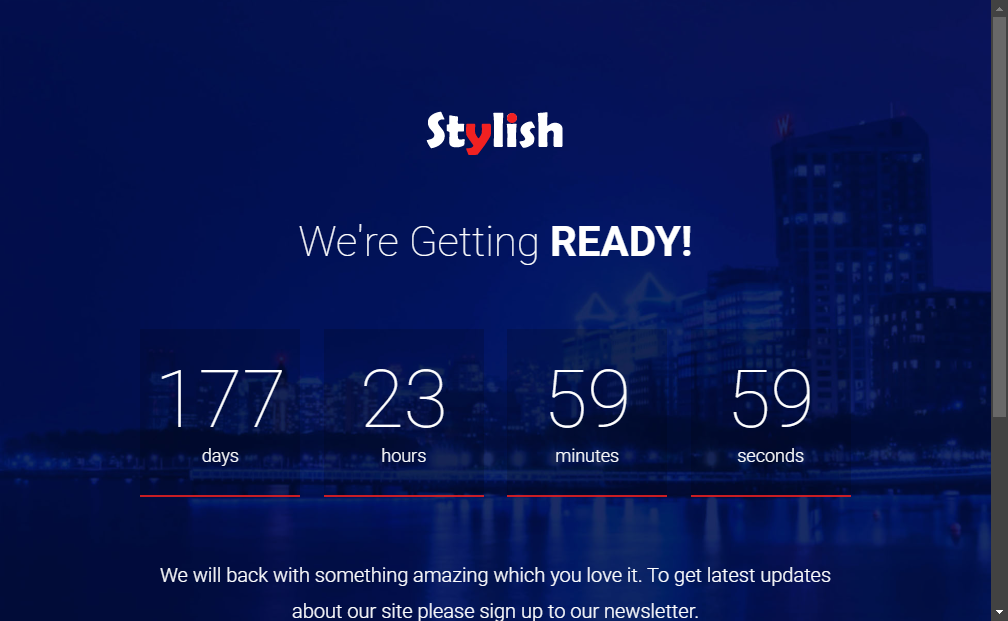 Stylish
We're Getting READY!
177 23 59 59
days hours minutes seconds
We will back with something amazing which you love it. To get latest updates
about our site please sign up to our newsletter.